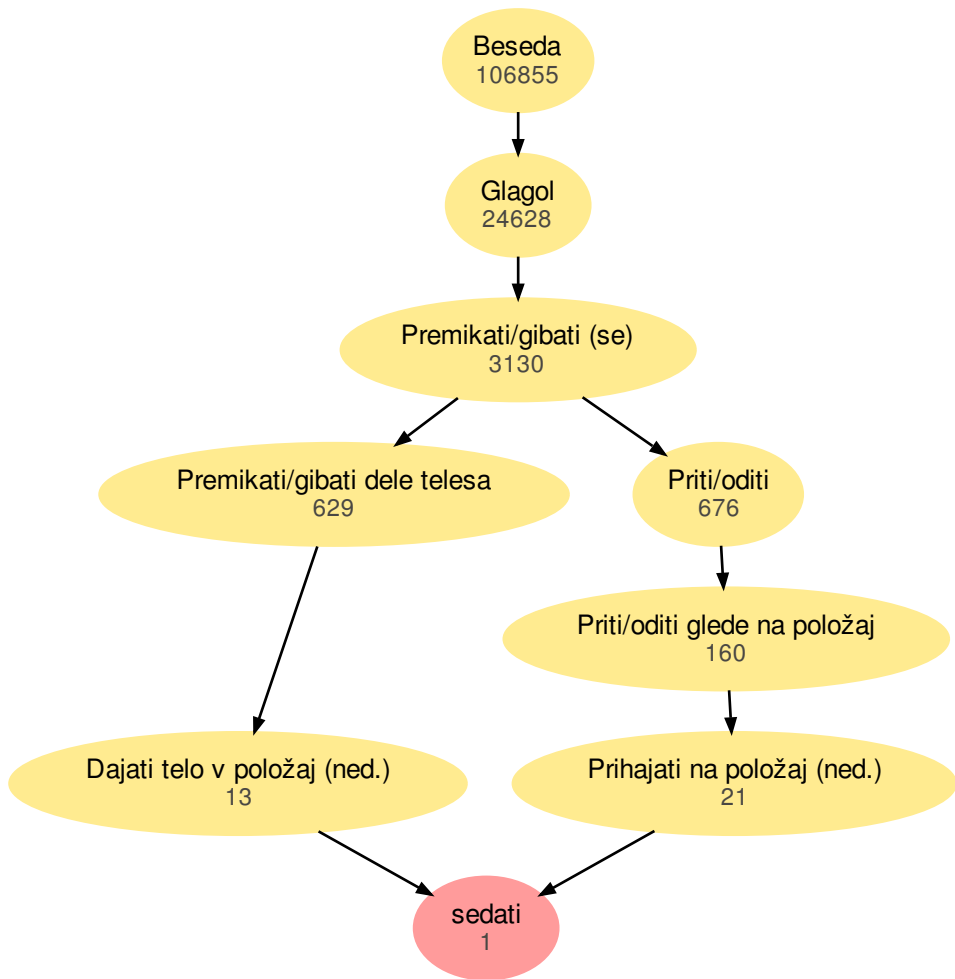 Beseda
106855
Glagol
24628
Premikati/gibati (se)
3130
Premikati/gibati dele telesa
629
Priti/oditi
676
Priti/oditi glede na položaj
160
Dajati telo v položaj (ned.)
13
Prihajati na položaj (ned.)
21
sedati
1